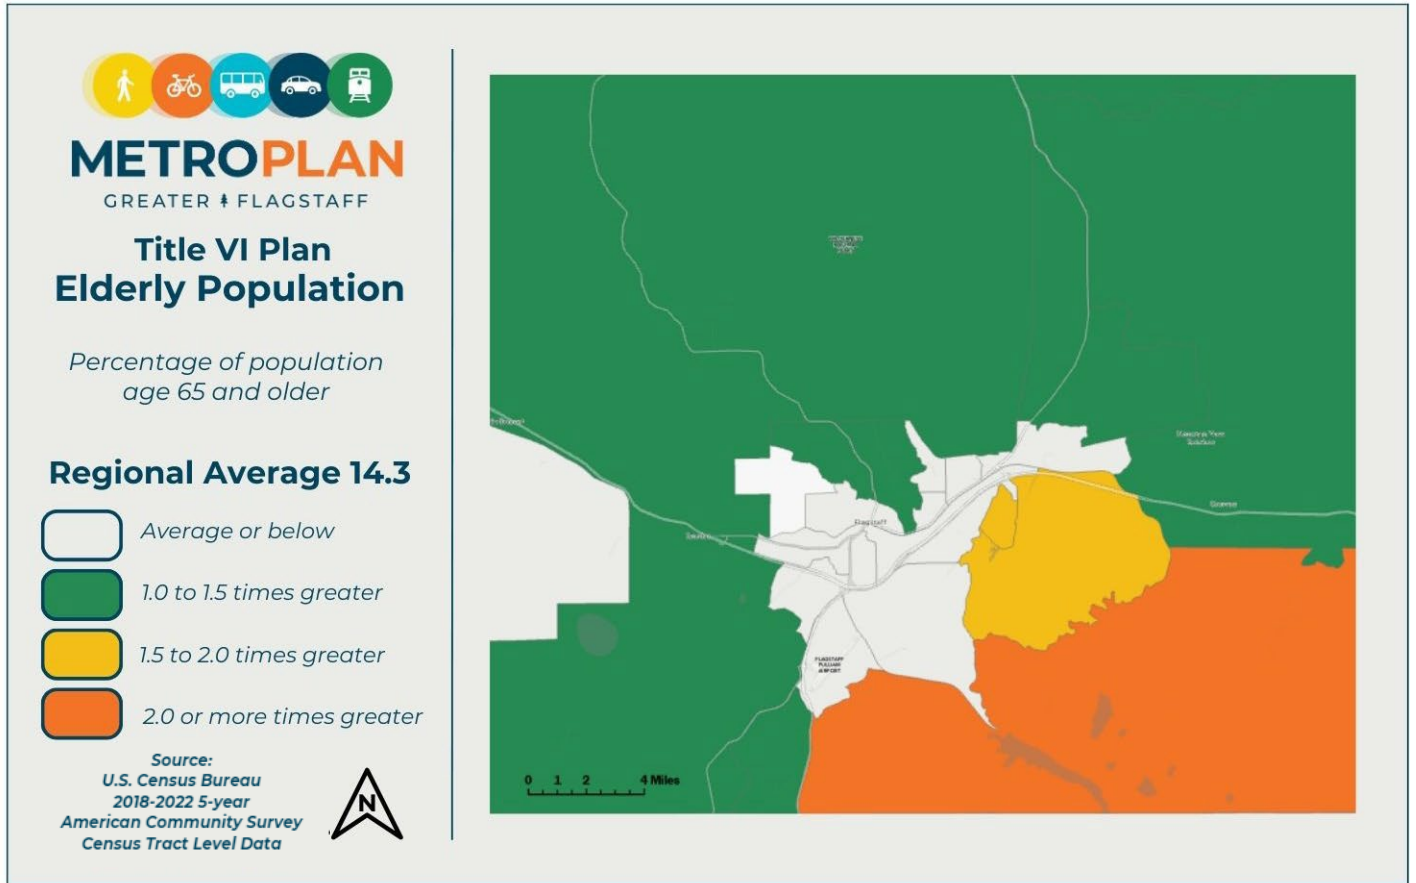 METROPLAN
GREATER FLAGSTAFF
Title VI Plan
Elderly Population
Percentage of population
age 65 and older
Regional Average 14.3
Average or below
1.0 to 1.5 times greater
1.5 to 2.0 times greater
2.0 or more times greater
Source:
U.S. Census Bureau
2018-2022 5-year
American Community Survey
Census Tract Level Data
N
Flagstaff
FLAGSTAFF
PULLIAM
AIRPORT
0 1 2 4 Miles